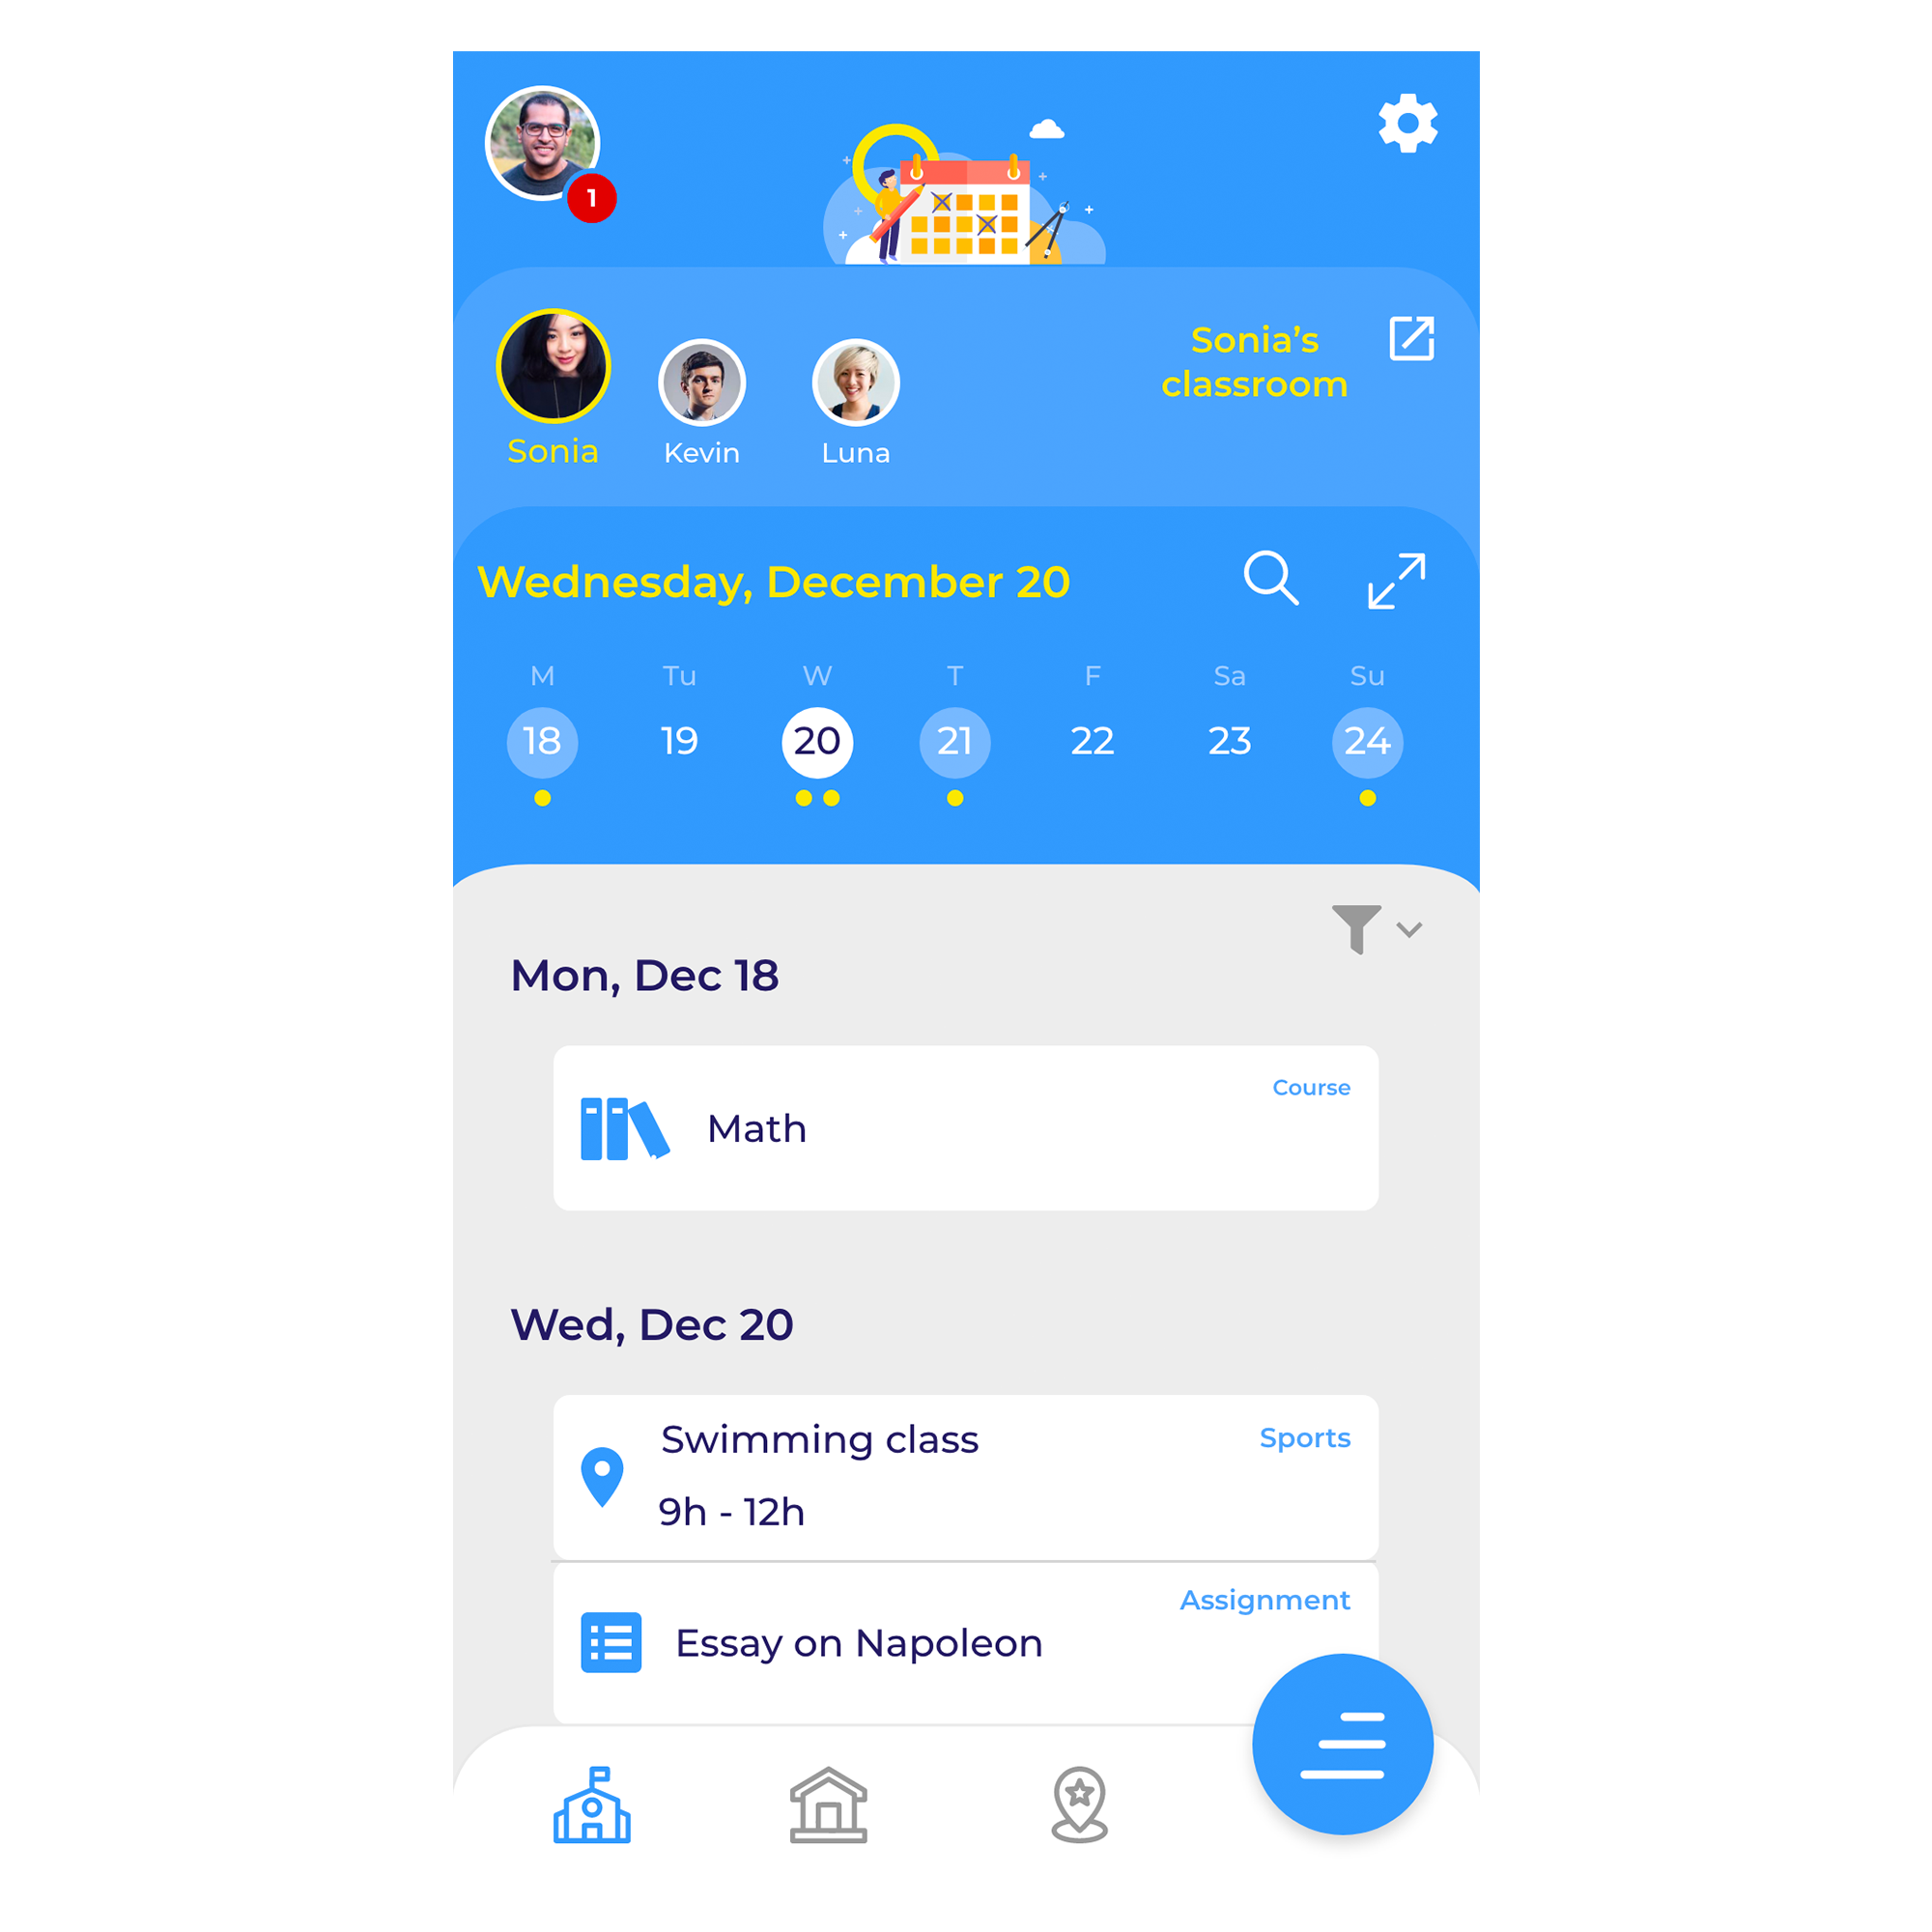 1
Sonia's
classroom
Sonia
Kevin
Luna
Wednesday, December 20
M Tu W T F Sa Su
18 19 20 21 22 23 24
Mon, Dec 18
Course
Math
Wed, Dec 20
Swimming class
Sports
9h - 12h
Assignment
Essay on Napoleon